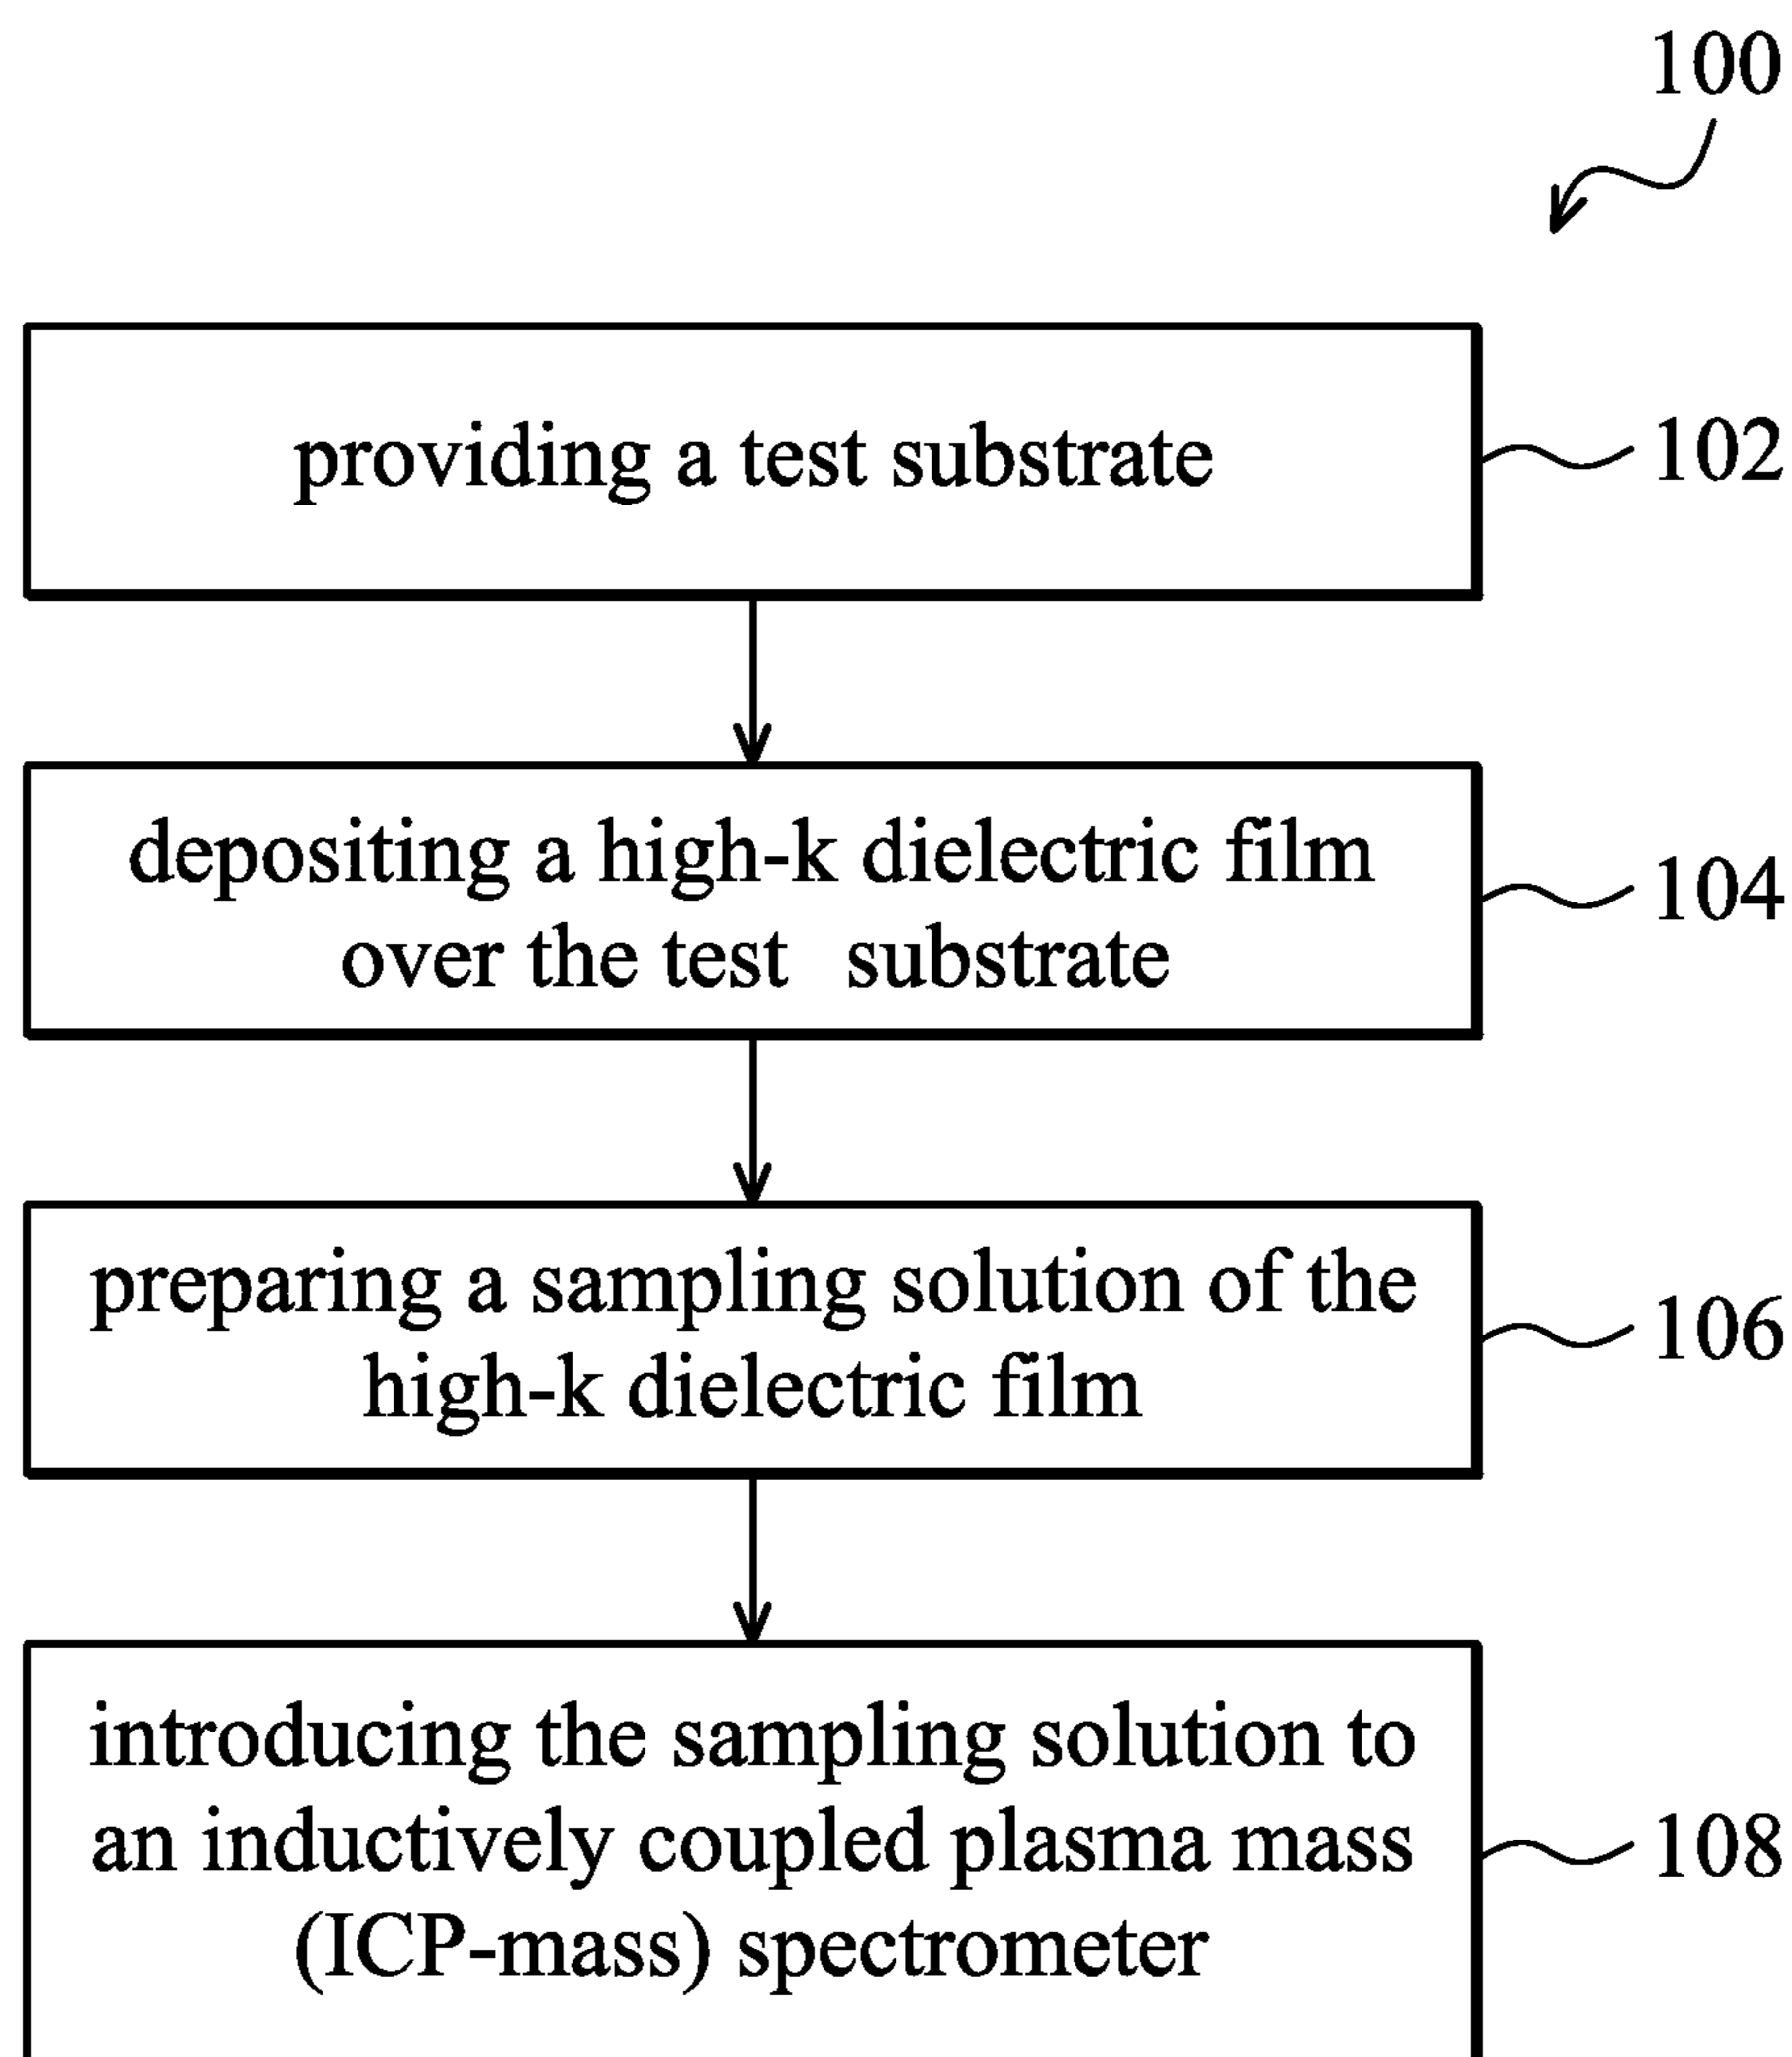 100
providing a test substrate
102
depositing a high-k dielectric film
over the test substrate
104
preparing a sampling solution of the
high-k dielectric film
106
introducing the sampling solution to
an inductively coupled plasma mass
(ICP-mass) spectrometer
108